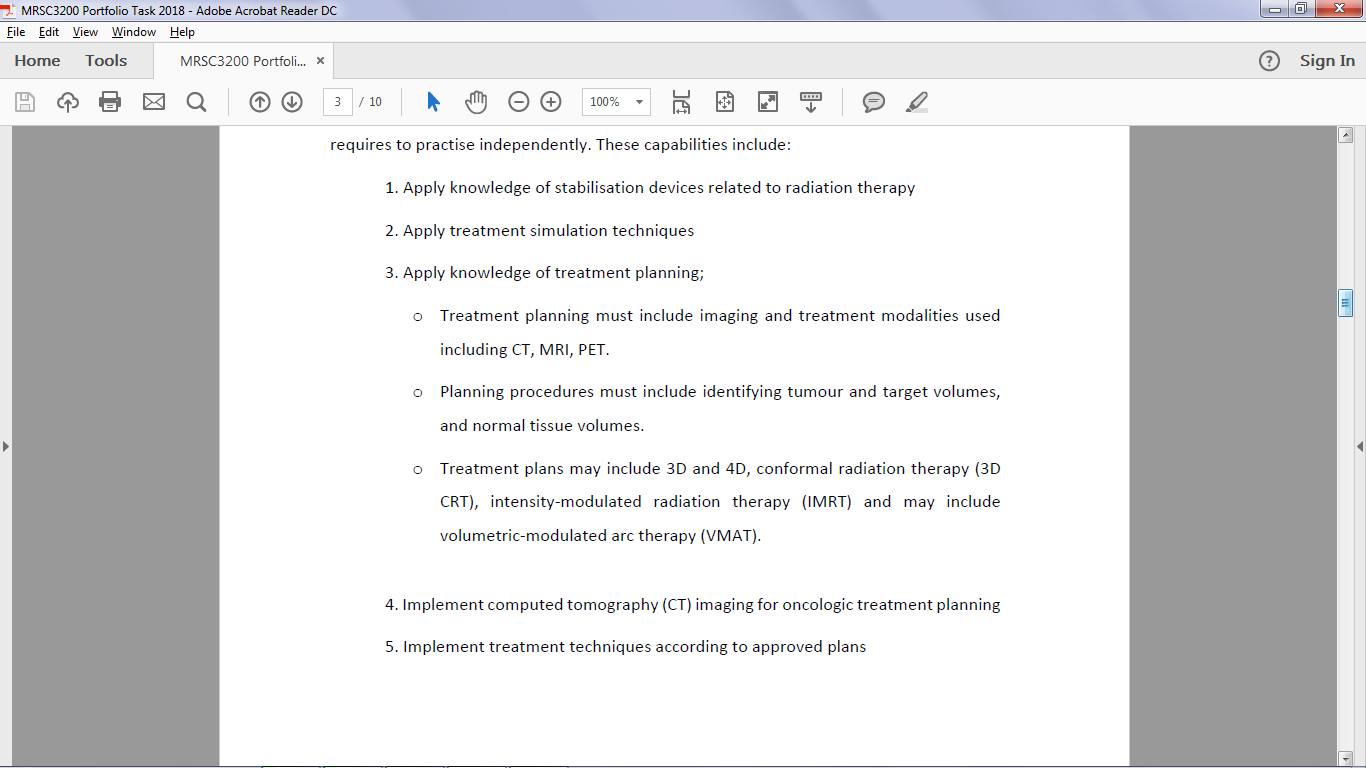 MRSC3200 Portfolio Task 2018 - Adobe Acrobat Reader DC
File Edit View Window Help
Home Tools MRSC3200 Portfoli... × ? Sign In
3 / 10 100%
requires to practise independently. These capabilities include:
1. Apply knowledge of stabilisation devices related to radiation therapy
2. Apply treatment simulation techniques
3. Apply knowledge of treatment planning;
o Treatment planning must include imaging and treatment modalities used
including CT, MRI, PET.
o Planning procedures must include identifying tumour and target volumes,
and normal tissue volumes.
o Treatment plans may include 3D and 4D, conformal radiation therapy (3D
CRT), intensity-modulated radiation therapy (IMRT) and may include
volumetric-modulated arc therapy (VMAT).
4. Implement computed tomography (CT) imaging for oncologic treatment planning
5. Implement treatment techniques according to approved plans